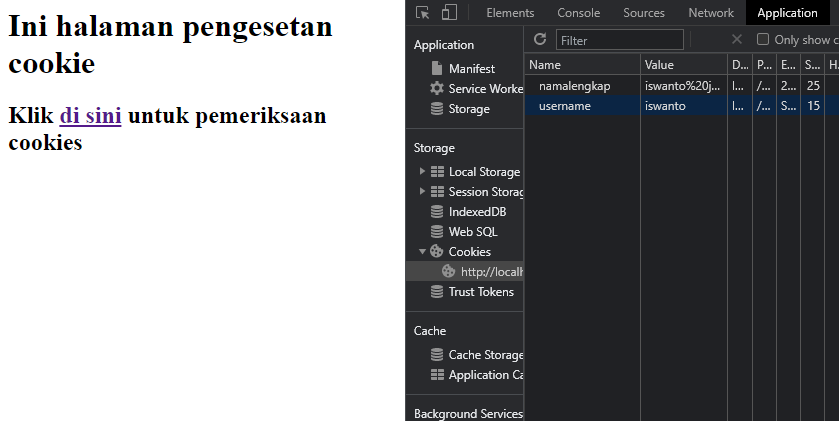 Ini halaman pengesetan
cookie
Klik di sini untuk pemeriksaan
cookies
Elements Console Sources Network Application
Application
Manifest
Service Worke
Storage
Storage
Local Storage
Session Storag
IndexedDB
Web SQL
Cookies
http://localh
Trust Tokens
Cache
Cache Storage
Application Ca
Background Services
Filter Only show c
Name Value D... P... E... S... H.
namalengkap iswanto%20j... l... /... 2... 25
username iswanto l... /... S... 15